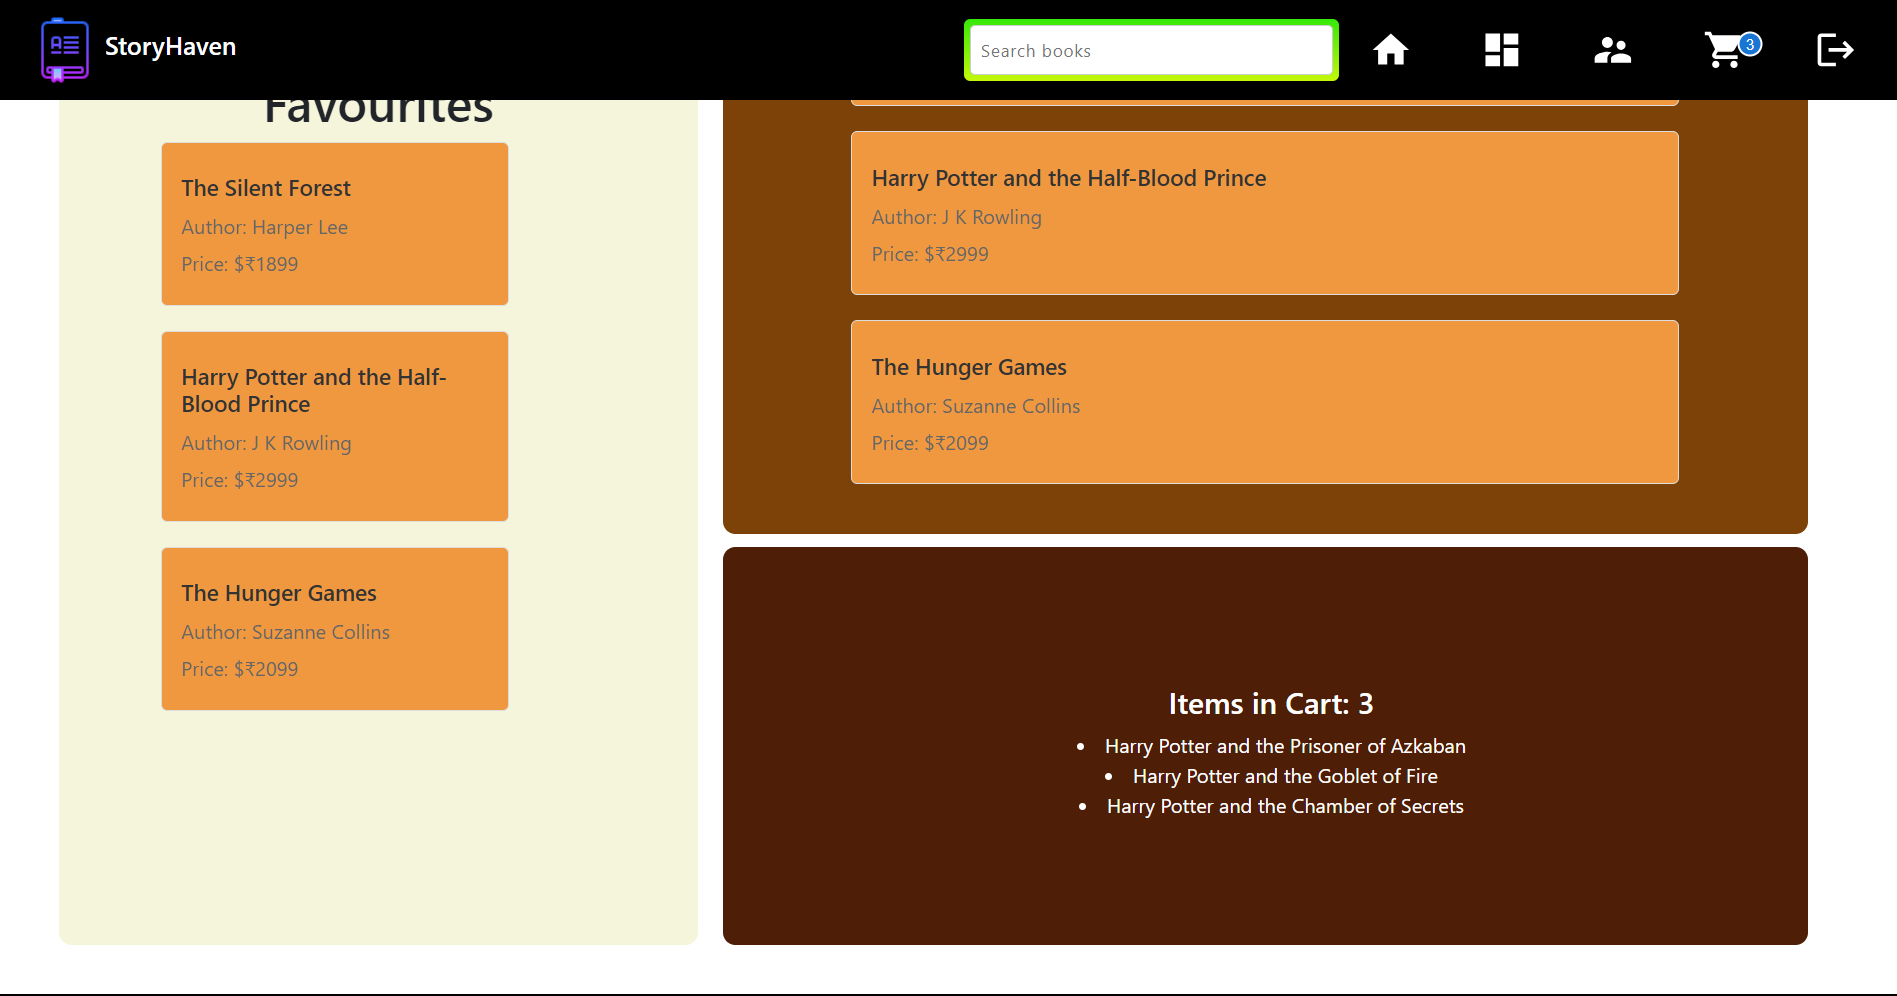 StoryHaven
Search books
3
Favourites
The Silent Forest
Author: Harper Lee
Price: $₹1899
Harry Potter and the Half-
Blood Prince
Author: J K Rowling
Price: $₹2999
The Hunger Games
Author: Suzanne Collins
Price: $₹2099
Harry Potter and the Half-Blood Prince
Author: J K Rowling
Price: $₹2999
The Hunger Games
Author: Suzanne Collins
Price: $₹2099
Items in Cart: 3
• Harry Potter and the Prisoner of Azkaban
• Harry Potter and the Goblet of Fire
• Harry Potter and the Chamber of Secrets